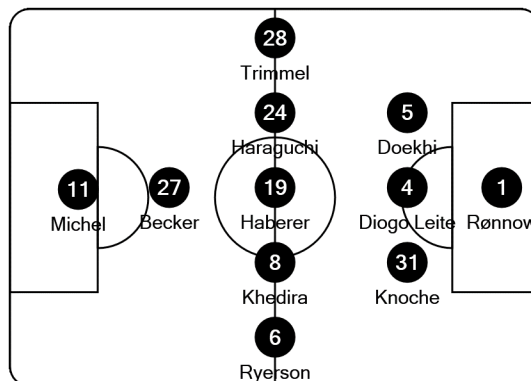 28
Trimmel
24
Haraguchi
5
Doekhi
11
Michel
27
Becker
19
Haberer
4
Diogo Leite
1
Rønnow
8
Khedira
31
Knoche
6
Ryerson